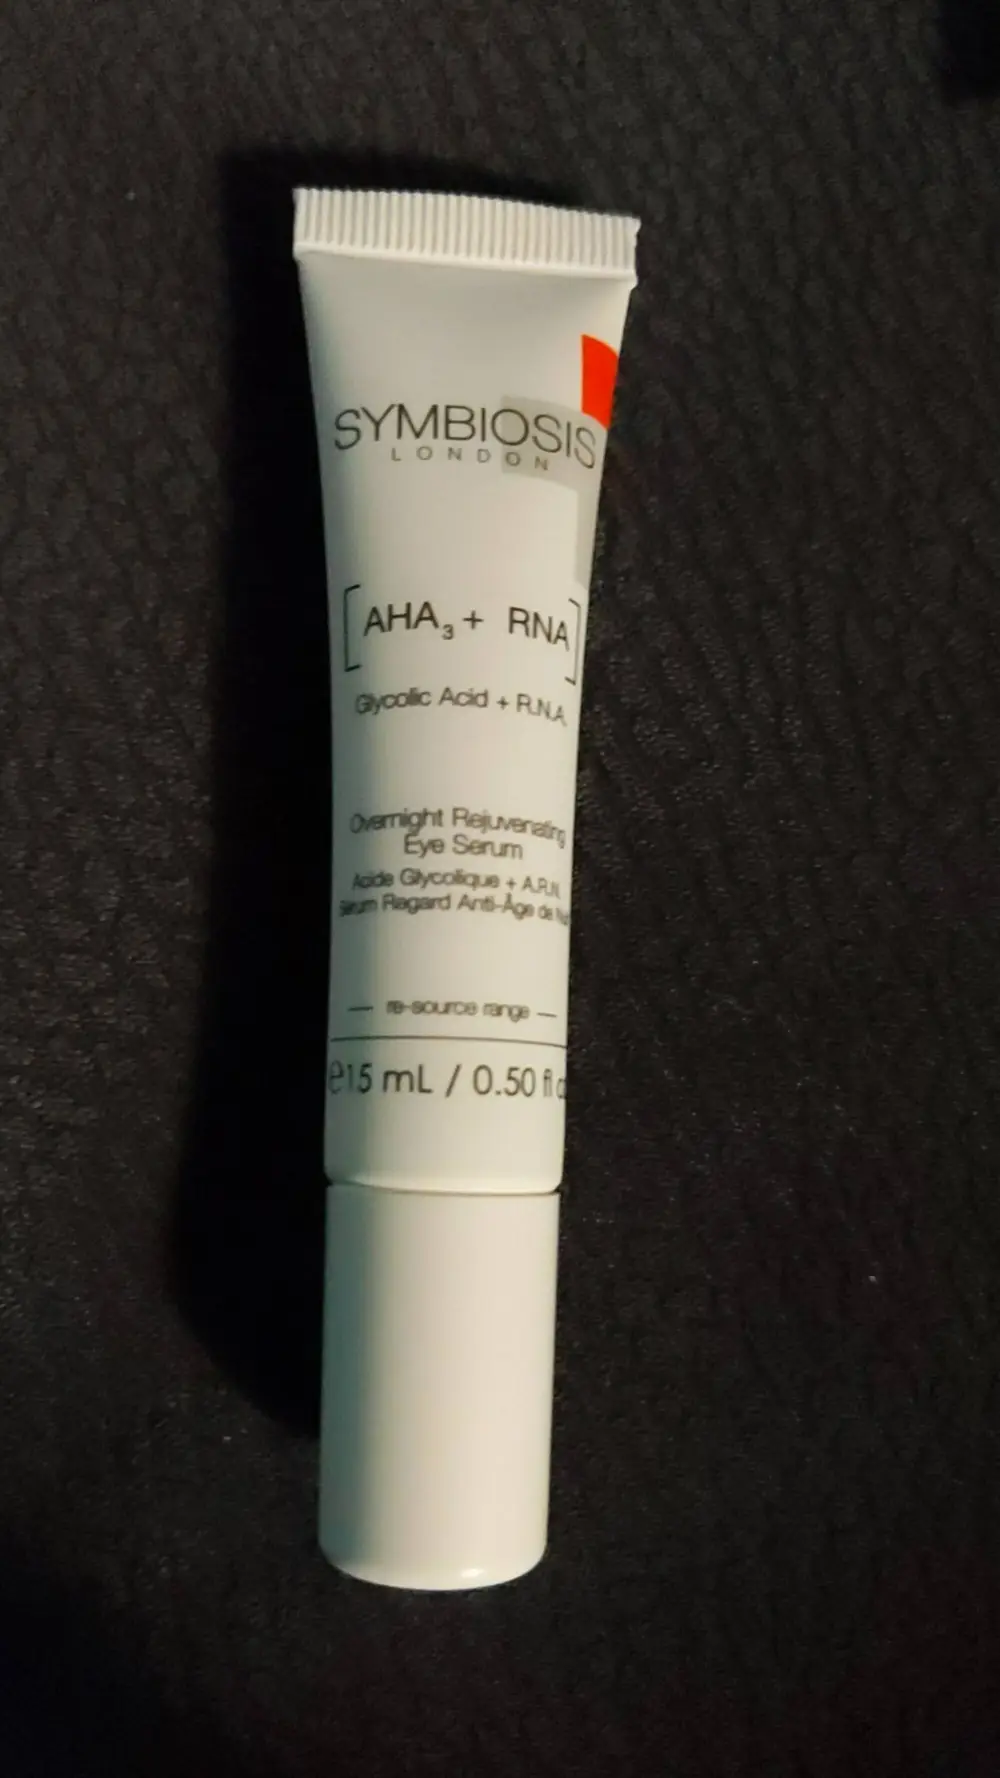 SYMBIOSIS
LONDON
[AHA₃+ RNA]
Glycolic Acid + R.N.A.
Overnight Rejuvenating
Eye Serum
Acide Glycolique + A.R.N.
Sérum Regard Anti-Âge de
— re-source range —
e15 mL / 0.50 fl